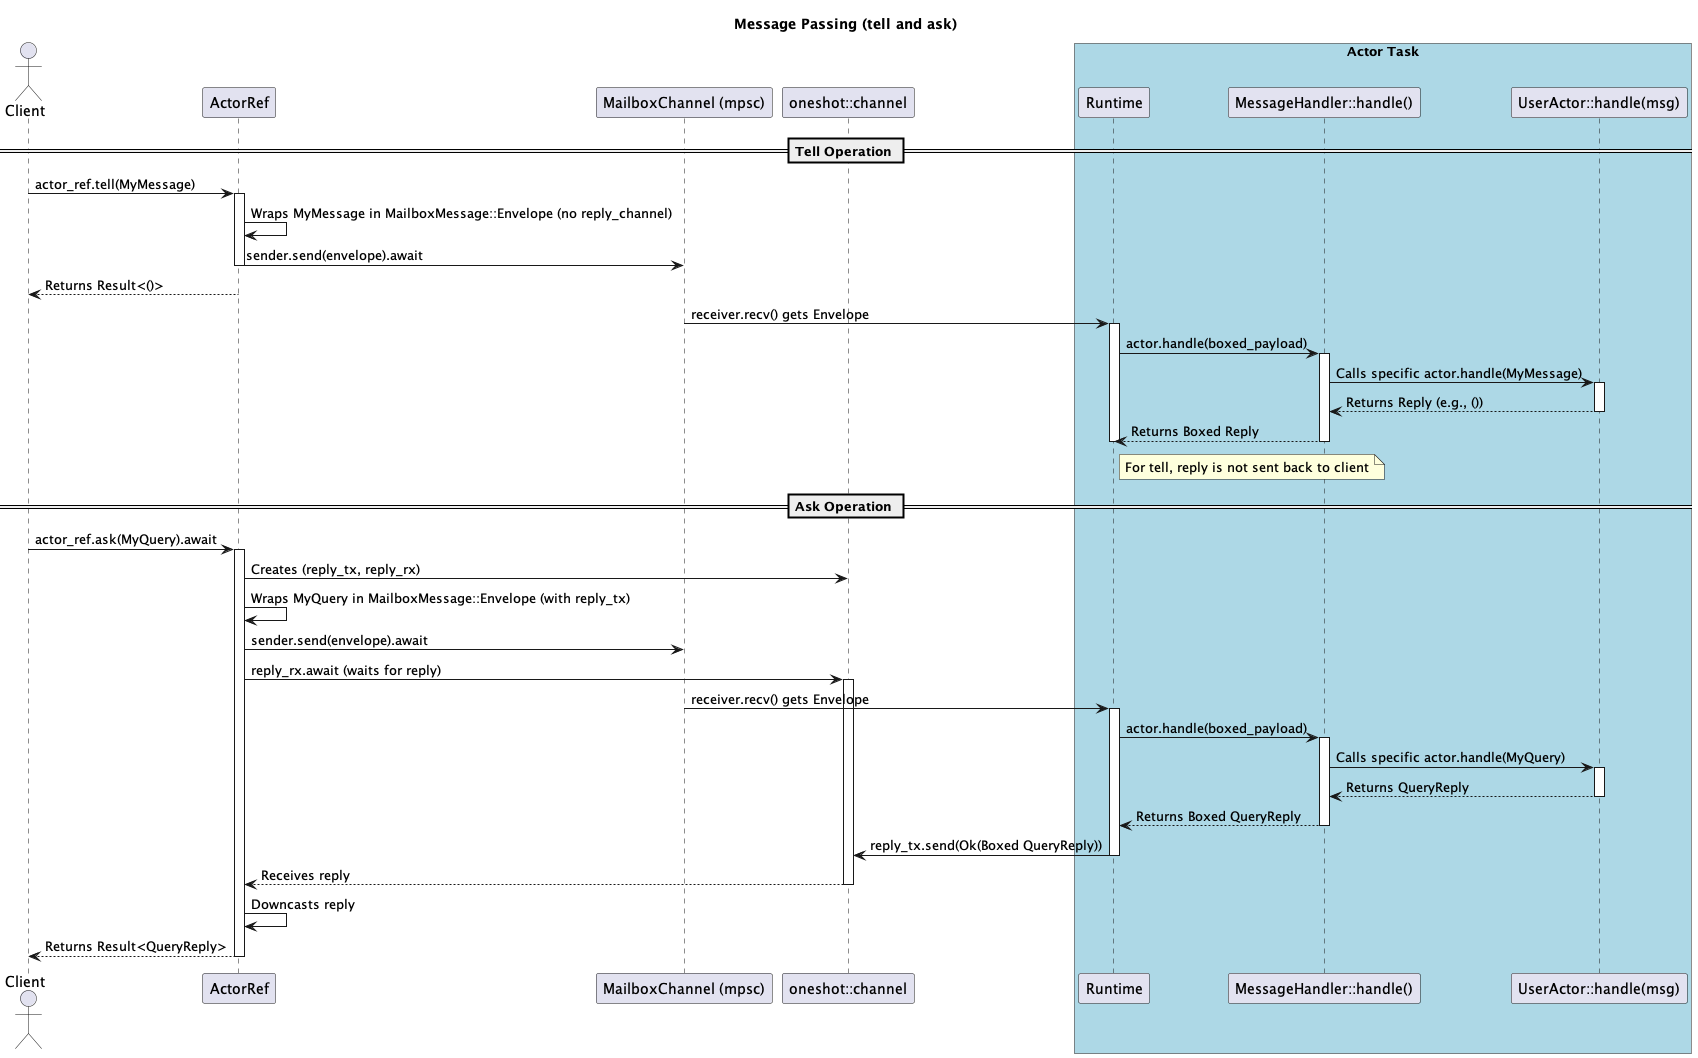 Message Passing (tell and ask)
Actor Task
Client
ActorRef
MailboxChannel (mpsc)
oneshot::channel
Runtime
MessageHandler::handle()
UserActor::handle(msg)
Tell Operation
actor_ref.tell(MyMessage)
Wraps MyMessage in MailboxMessage::Envelope (no reply_channel)
sender.send(envelope).await
Returns Result<()>
receiver.recv() gets Envelope
actor.handle(boxed_payload)
Calls specific actor.handle(MyMessage)
Returns Reply (e.g., ())
Returns Boxed Reply
For tell, reply is not sent back to client
Ask Operation
actor_ref.ask(MyQuery).await
Creates (reply_tx, reply_rx)
Wraps MyQuery in MailboxMessage::Envelope (with reply_tx)
sender.send(envelope).await
reply_rx.await (waits for reply)
receiver.recv() gets Envelope
actor.handle(boxed_payload)
Calls specific actor.handle(MyQuery)
Returns QueryReply
Returns Boxed QueryReply
reply_tx.send(Ok(Boxed QueryReply))
Receives reply
Downcasts reply
Returns Result<QueryReply>
Client
ActorRef
MailboxChannel (mpsc)
oneshot::channel
Runtime
MessageHandler::handle()
UserActor::handle(msg)